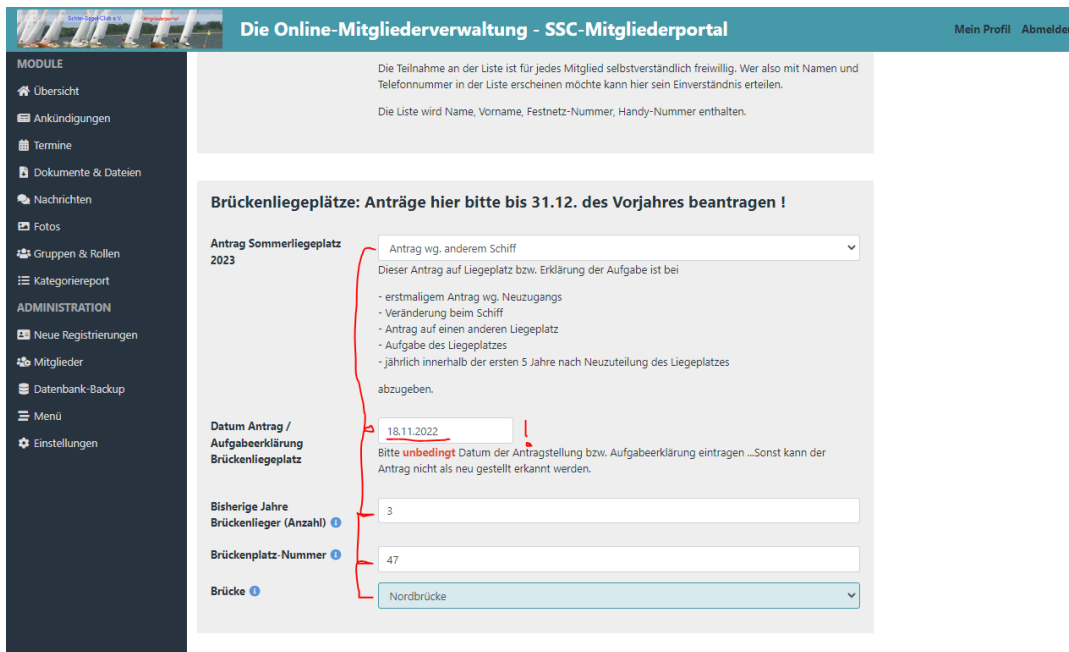 Schlei-Segel-Club e.V. Mitgliederportal
Die Online-Mitgliederverwaltung - SSC-Mitgliederportal
Mein Profil Abmelden
MODULE
Übersicht
Ankündigungen
Termine
Dokumente & Dateien
Nachrichten
Fotos
Gruppen & Rollen
Kategoriereport
ADMINISTRATION
Neue Registrierungen
Mitglieder
Datenbank-Backup
Menü
Einstellungen
Die Teilnahme an der Liste ist für jedes Mitglied selbstverständlich freiwillig. Wer also mit Namen und
Telefonnummer in der Liste erscheinen möchte kann hier sein Einverständnis erteilen.
Die Liste wird Name, Vorname, Festnetz-Nummer, Handy-Nummer enthalten.
Brückenliegeplätze: Anträge hier bitte bis 31.12. des Vorjahres beantragen !
Antrag Sommerliegeplatz
2023
Antrag wg. anderem Schiff
Dieser Antrag auf Liegeplatz bzw. Erklärung der Aufgabe ist bei
- erstmaligem Antrag wg. Neuzugangs
- Veränderung beim Schiff
- Antrag auf einen anderen Liegeplatz
- Aufgabe des Liegeplatzes
- jährlich innerhalb der ersten 5 Jahre nach Neuzuteilung des Liegeplatzes
abzugeben.
Datum Antrag /
Aufgabeerklärung
Brückenliegeplatz
18.11.2022 !
Bitte unbedingt Datum der Antragstellung bzw. Aufgabeerklärung eintragen ...Sonst kann der
Antrag nicht als neu gestellt erkannt werden.
Bisherige Jahre
Brückenlieger (Anzahl)
3
Brückenplatz-Nummer
47
Brücke
Nordbrücke